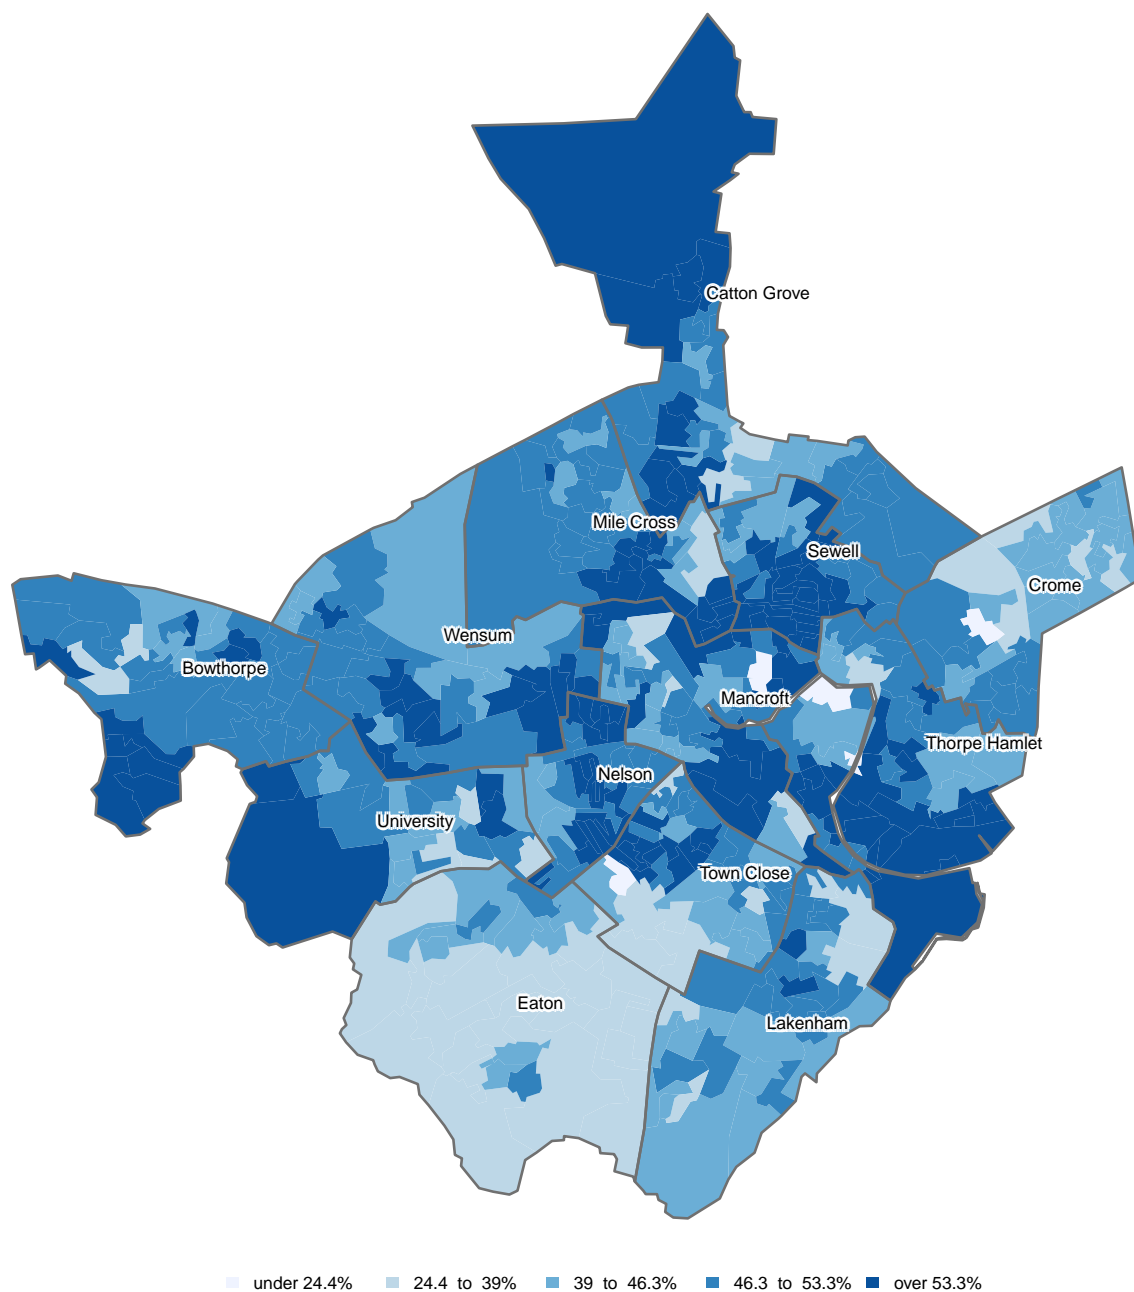 Catton Grove
Mile Cross
Sewell
Crome
Wensum
Bowthorpe
Mancroft
Thorpe Hamlet
Nelson
University
Town Close
Eaton
Lakenham
under 24.4% 24.4 to 39% 39 to 46.3% 46.3 to 53.3% over 53.3%